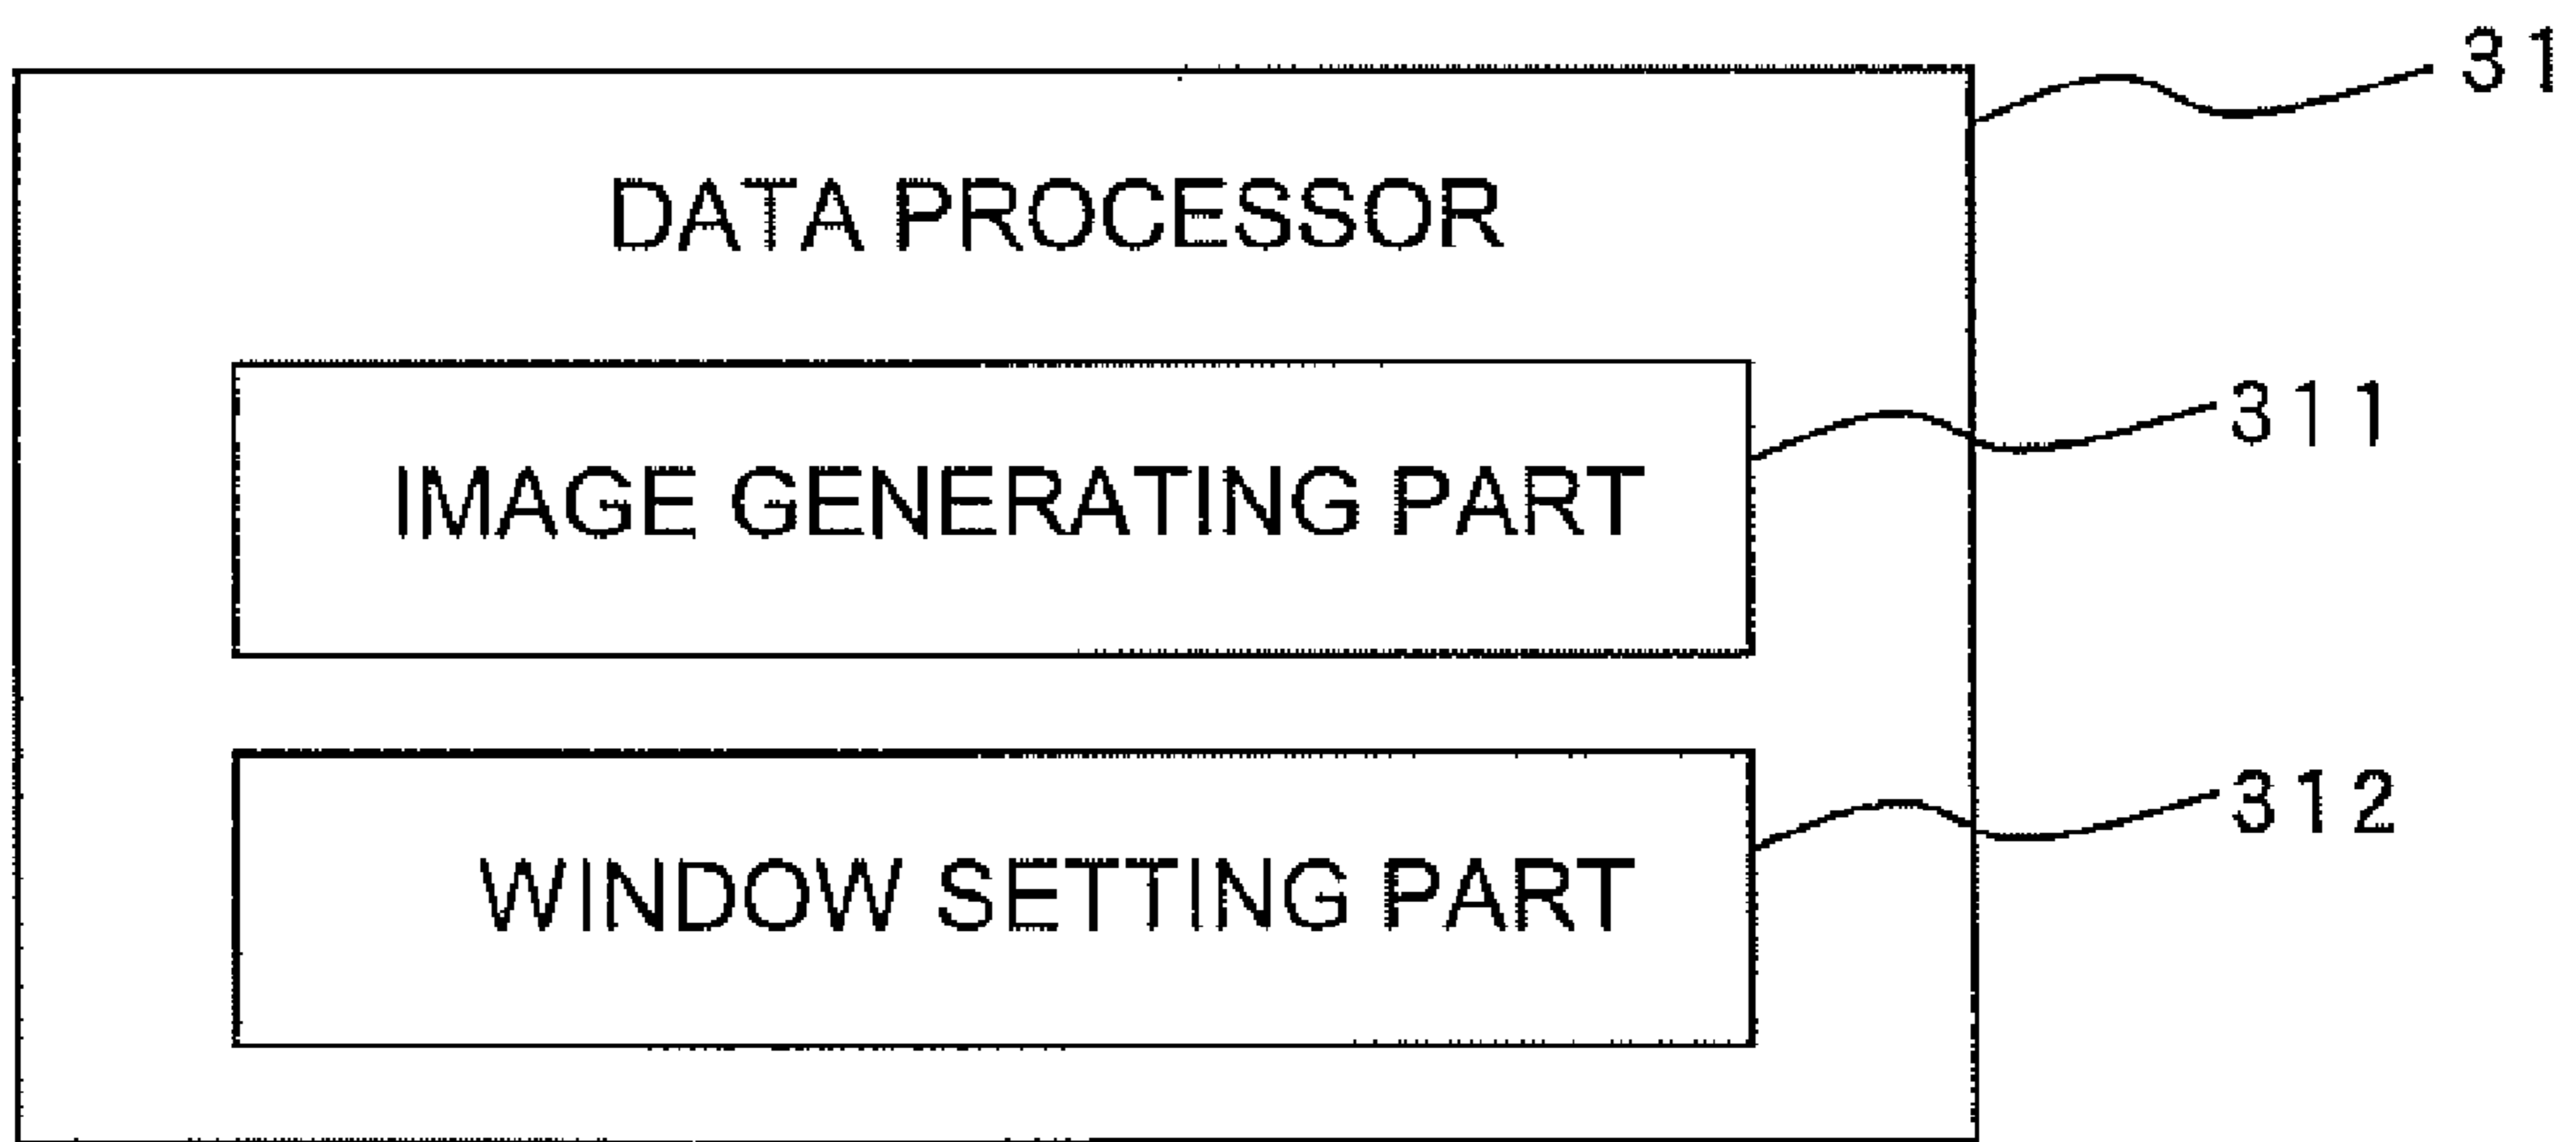 31
DATA PROCESSOR
IMAGE GENERATING PART
311
WINDOW SETTING PART
312